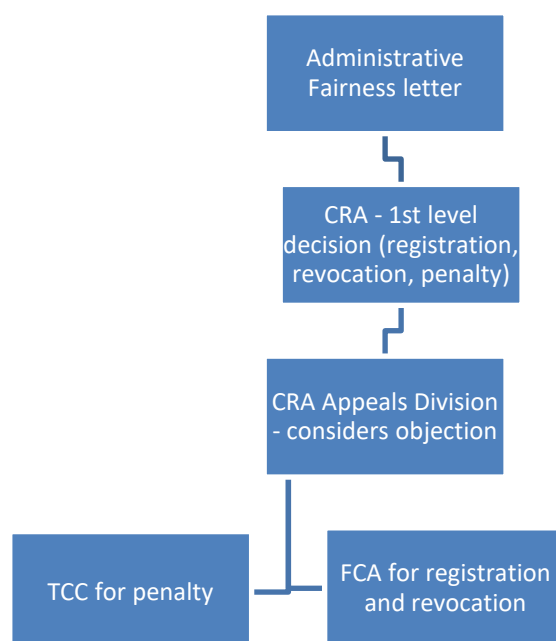 Administrative
Fairness letter
CRA - 1st level
decision (registration,
revocation, penalty)
CRA Appeals Division
- considers objection
TCC for penalty
FCA for registration
and revocation